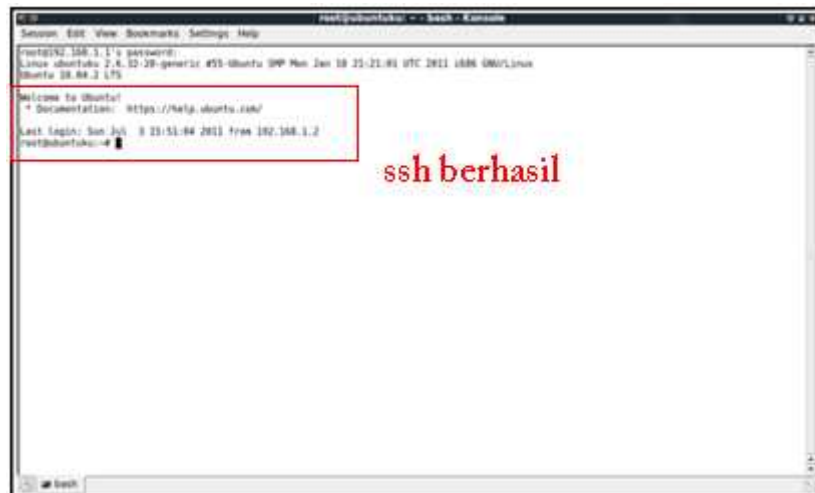 root@ubuntuku: ~ - bash - Konsole
Session Edit View Bookmarks Settings Help
root@192.168.1.1's password:
Linux ubuntuku 2.6.32-28-generic #55-Ubuntu SMP Mon Jan 10 21:21:01 UTC 2011 i686 GNU/Linux
Ubuntu 10.04.2 LTS
Welcome to Ubuntu!
* Documentation: https://help.ubuntu.com/
Last login: Sun Jul 3 15:51:04 2011 from 192.168.1.2
root@ubuntuku:~#
ssh berhasil
bash